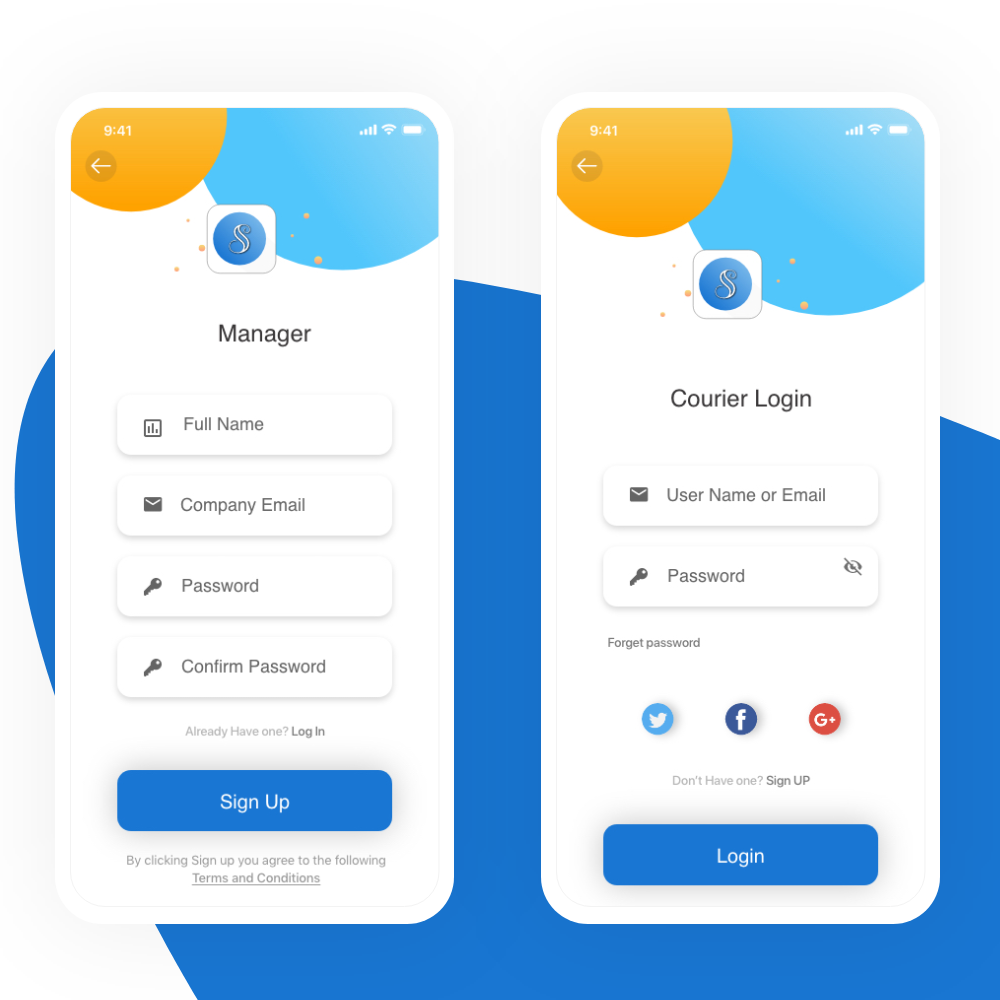 9:41
S
Manager
Full Name
Company Email
Password
Confirm Password
Already Have one? Log In
Sign Up
By clicking Sign up you agree to the following
Terms and Conditions
9:41
S
Courier Login
User Name or Email
Password
Forget password
f
G+
Don't Have one? Sign UP
Login